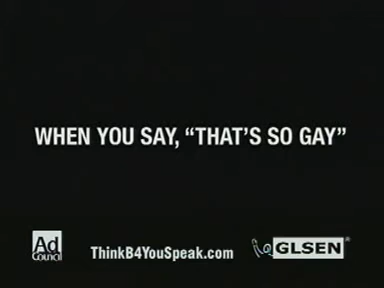 WHEN YOU SAY, “THAT’S SO GAY”
Ad
Council
ThinkB4YouSpeak.com
GLSEN®